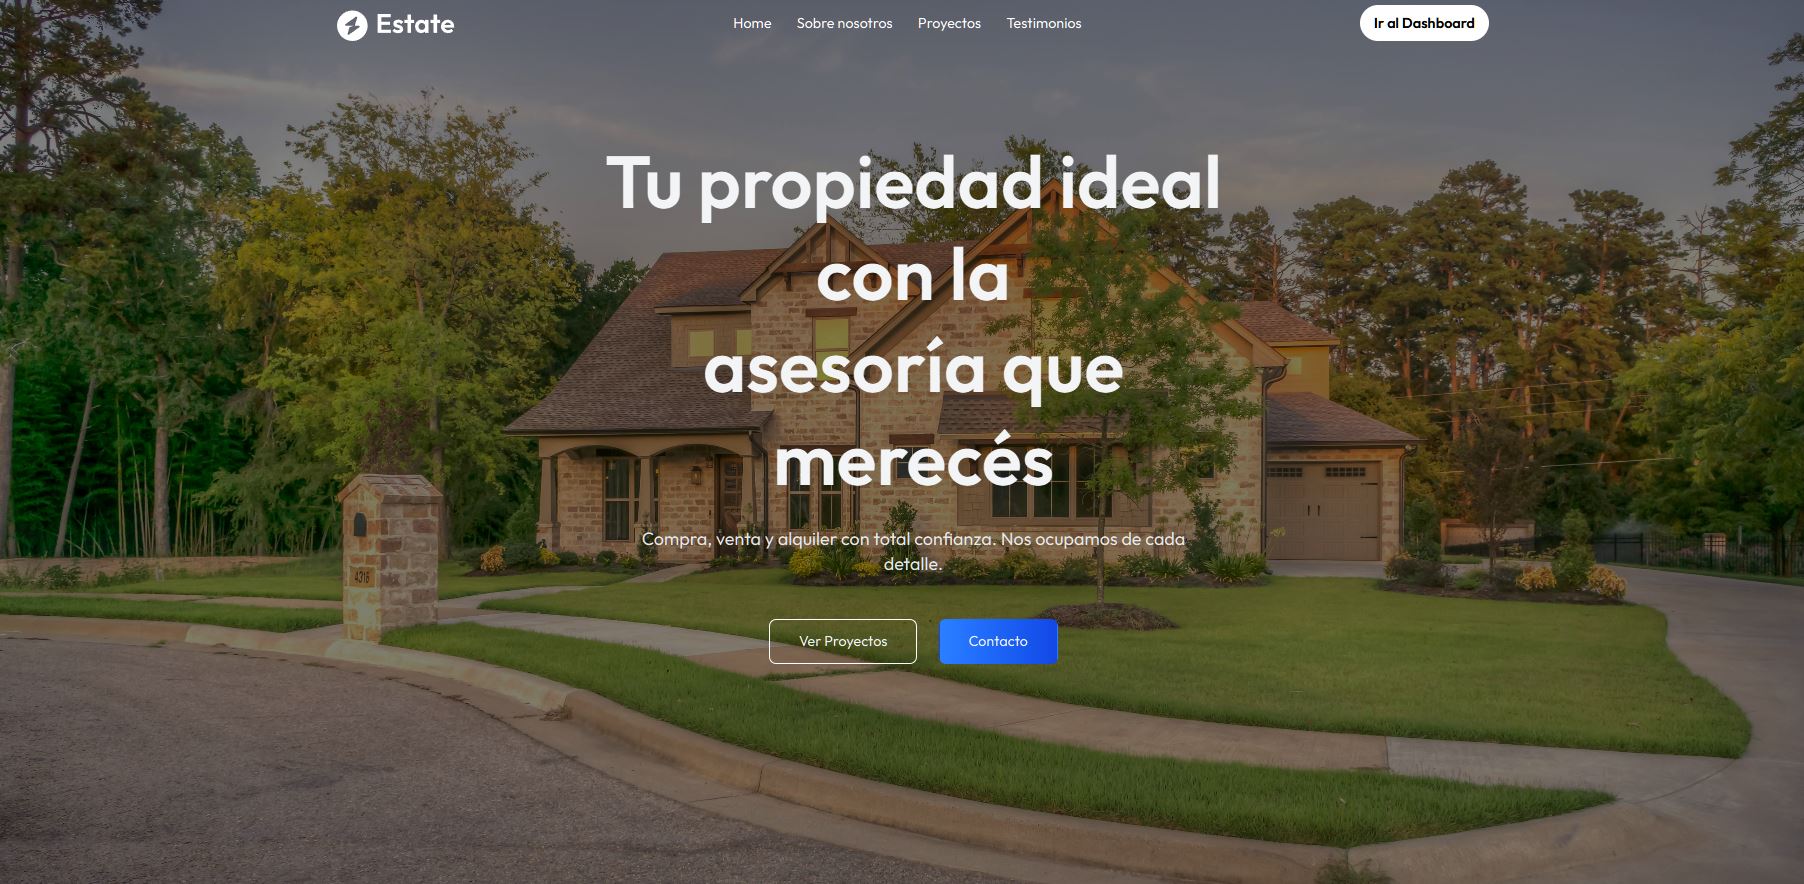 Estate
Home
Sobre nosotros
Proyectos
Testimonios
Ir al Dashboard
Tu propiedad ideal
con la
asesoría que
merecés
Compra, venta y alquiler con total confianza. Nos ocupamos de cada
detalle.
Ver Proyectos
Contacto
4318